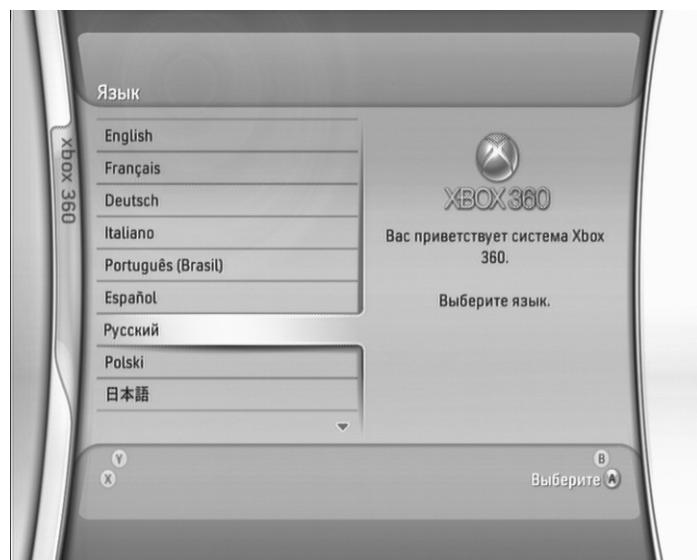 Язык
xbox 360
English
Français
Deutsch
Italiano
Português (Brasil)
Español
Русский
Polski
日本語
XBOX 360
Вас приветствует система Xbox
360.
Выберите язык.
Y
X
B
Выберите A